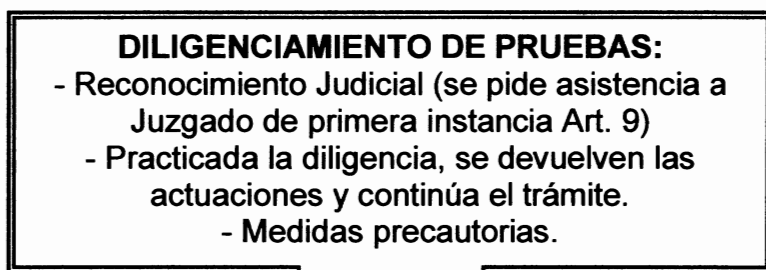 DILIGENCIAMIENTO DE PRUEBAS:
- Reconocimiento Judicial (se pide asistencia a
Juzgado de primera instancia Art. 9)
- Practicada la diligencia, se devuelven las
actuaciones y continúa el trámite.
- Medidas precautorias.